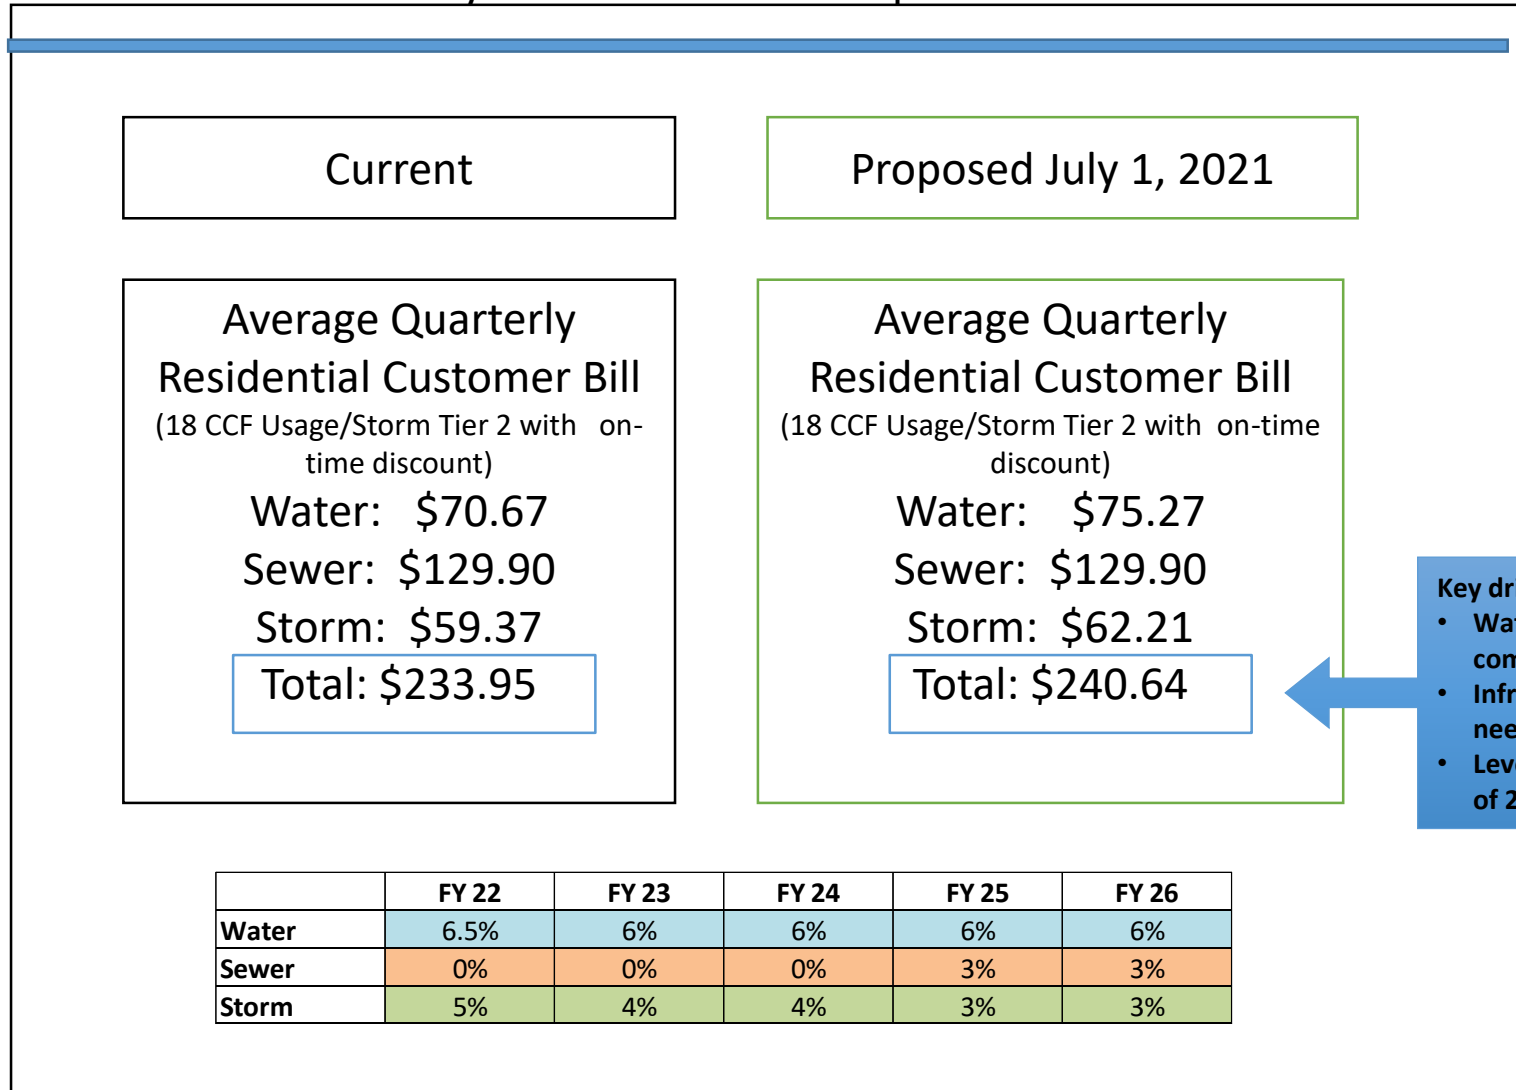 Current
Proposed July 1, 2021
Average Quarterly
Residential Customer Bill
(18 CCF Usage/Storm Tier 2 with on-
time discount)
Water: $70.67
Sewer: $129.90
Storm: $59.37
Total: $233.95
Average Quarterly
Residential Customer Bill
(18 CCF Usage/Storm Tier 2 with on-time
discount)
Water: $75.27
Sewer: $129.90
Storm: $62.21
Total: $240.64
Key
•
•
•
of
FY 22 FY 23 FY 24 FY 25 FY 26
Water 6.5% 6% 6% 6% 6%
Sewer 0% 0% 0% 3% 3%
Storm 5% 4% 4% 3% 3%